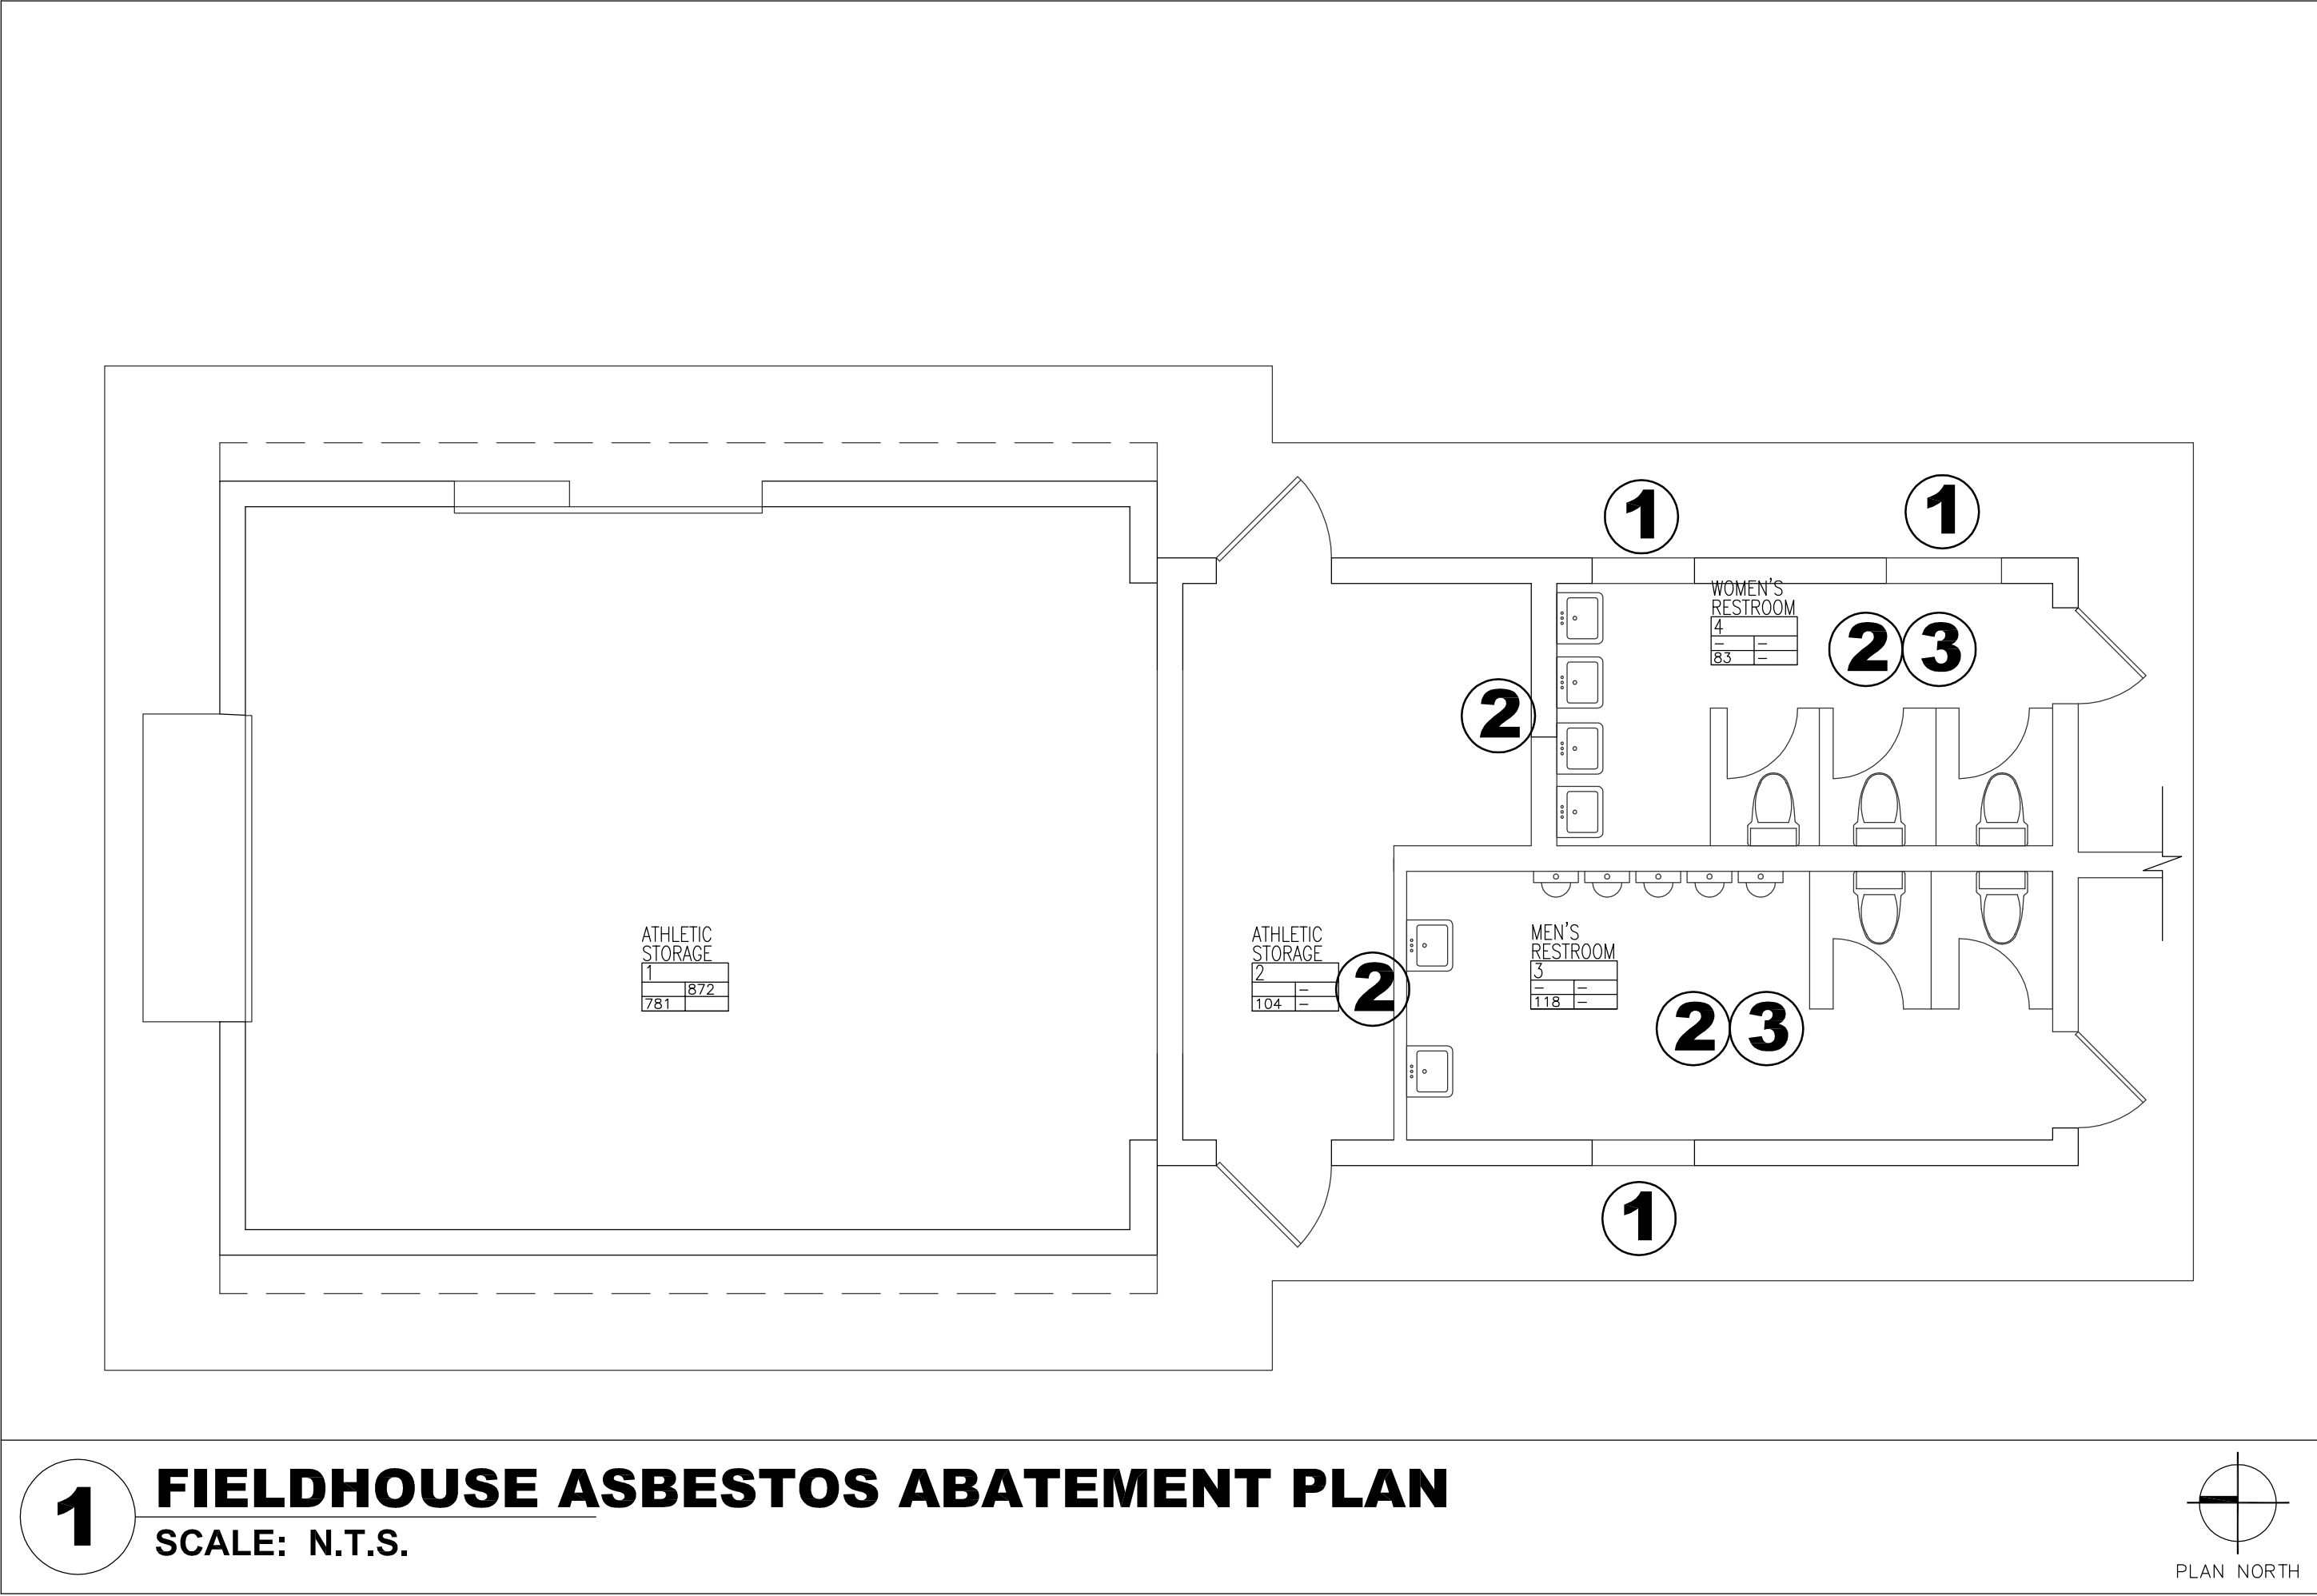 1
1
WOMEN'S
RESTROOM
4
- -
83 -
2 3
2
ATHLETIC
STORAGE
1
872
781
ATHLETIC
STORAGE
2
-
104 -
2
MEN'S
RESTROOM
3
- -
118 -
2 3
1
1
FIELDHOUSE ASBESTOS ABATEMENT PLAN
SCALE: N.T.S.
PLAN NORTH